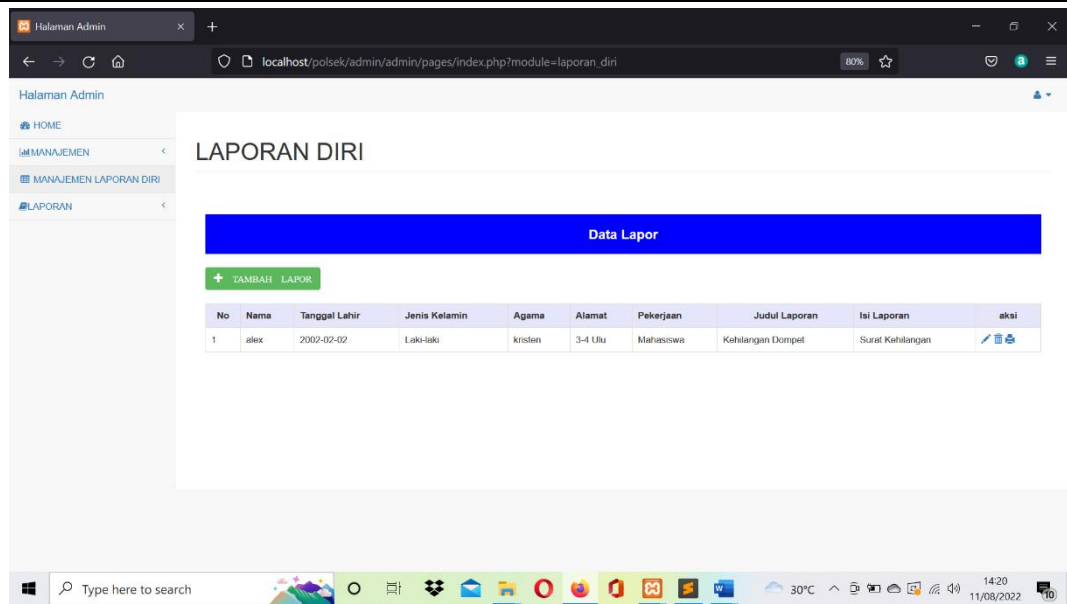 Halaman Admin
localhost/polsek/admin/admin/pages/index.php?module=laporan_diri
80%
Halaman Admin
HOME
MANAJEMEN
MANAJEMEN LAPORAN DIRI
LAPORAN
LAPORAN DIRI
Data Lapor
TAMBAH LAPOR
No Nama Tanggal Lahir Jenis Kelamin Agama Alamat Pekerjaan Judul Laporan Isi Laporan aksi
1 alex 2002-02-02 Laki-laki kristen 3-4 Ulu Mahasiswa Kehilangan Dompet Surat Kehilangan
Type here to search
30°C
14:20
11/08/2022
10